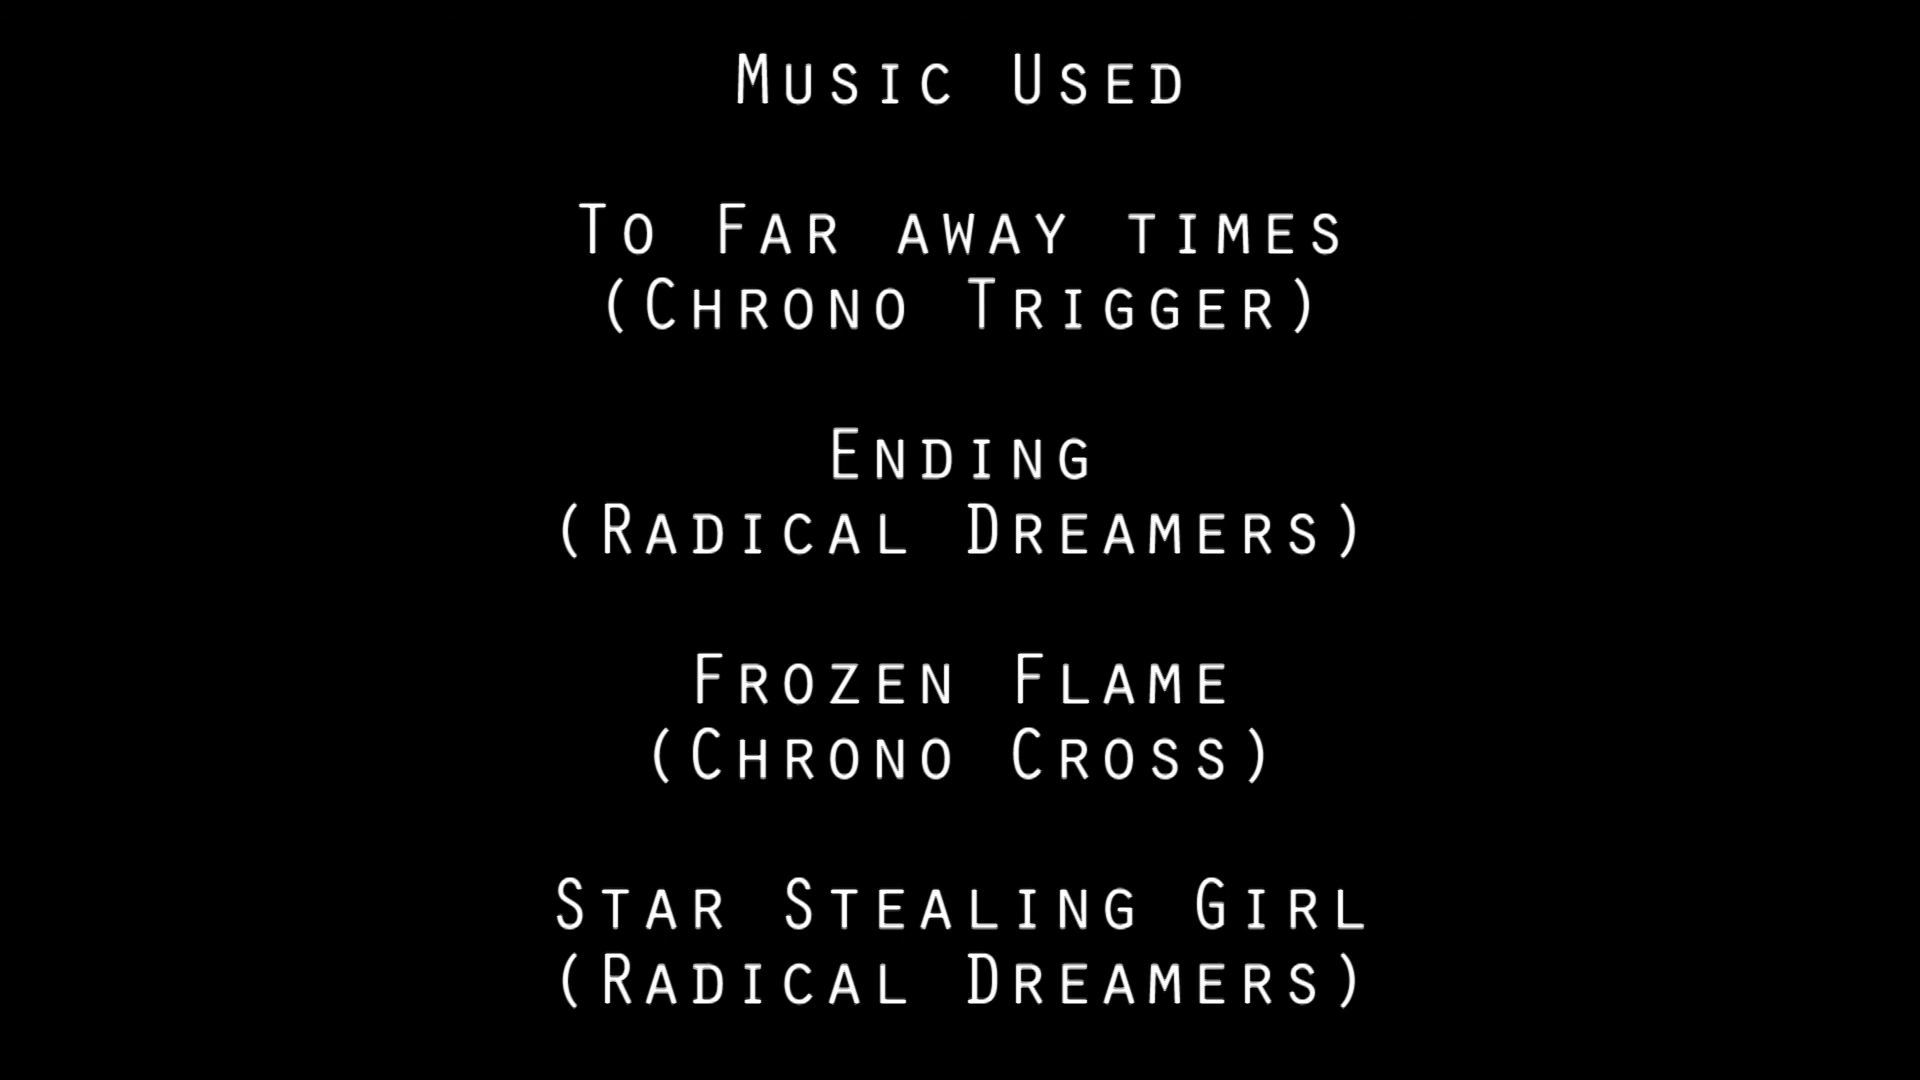 Music Used
To Far away times
(Chrono Trigger)
Ending
(Radical Dreamers)
Frozen Flame
(Chrono Cross)
Star Stealing Girl
(Radical Dreamers)